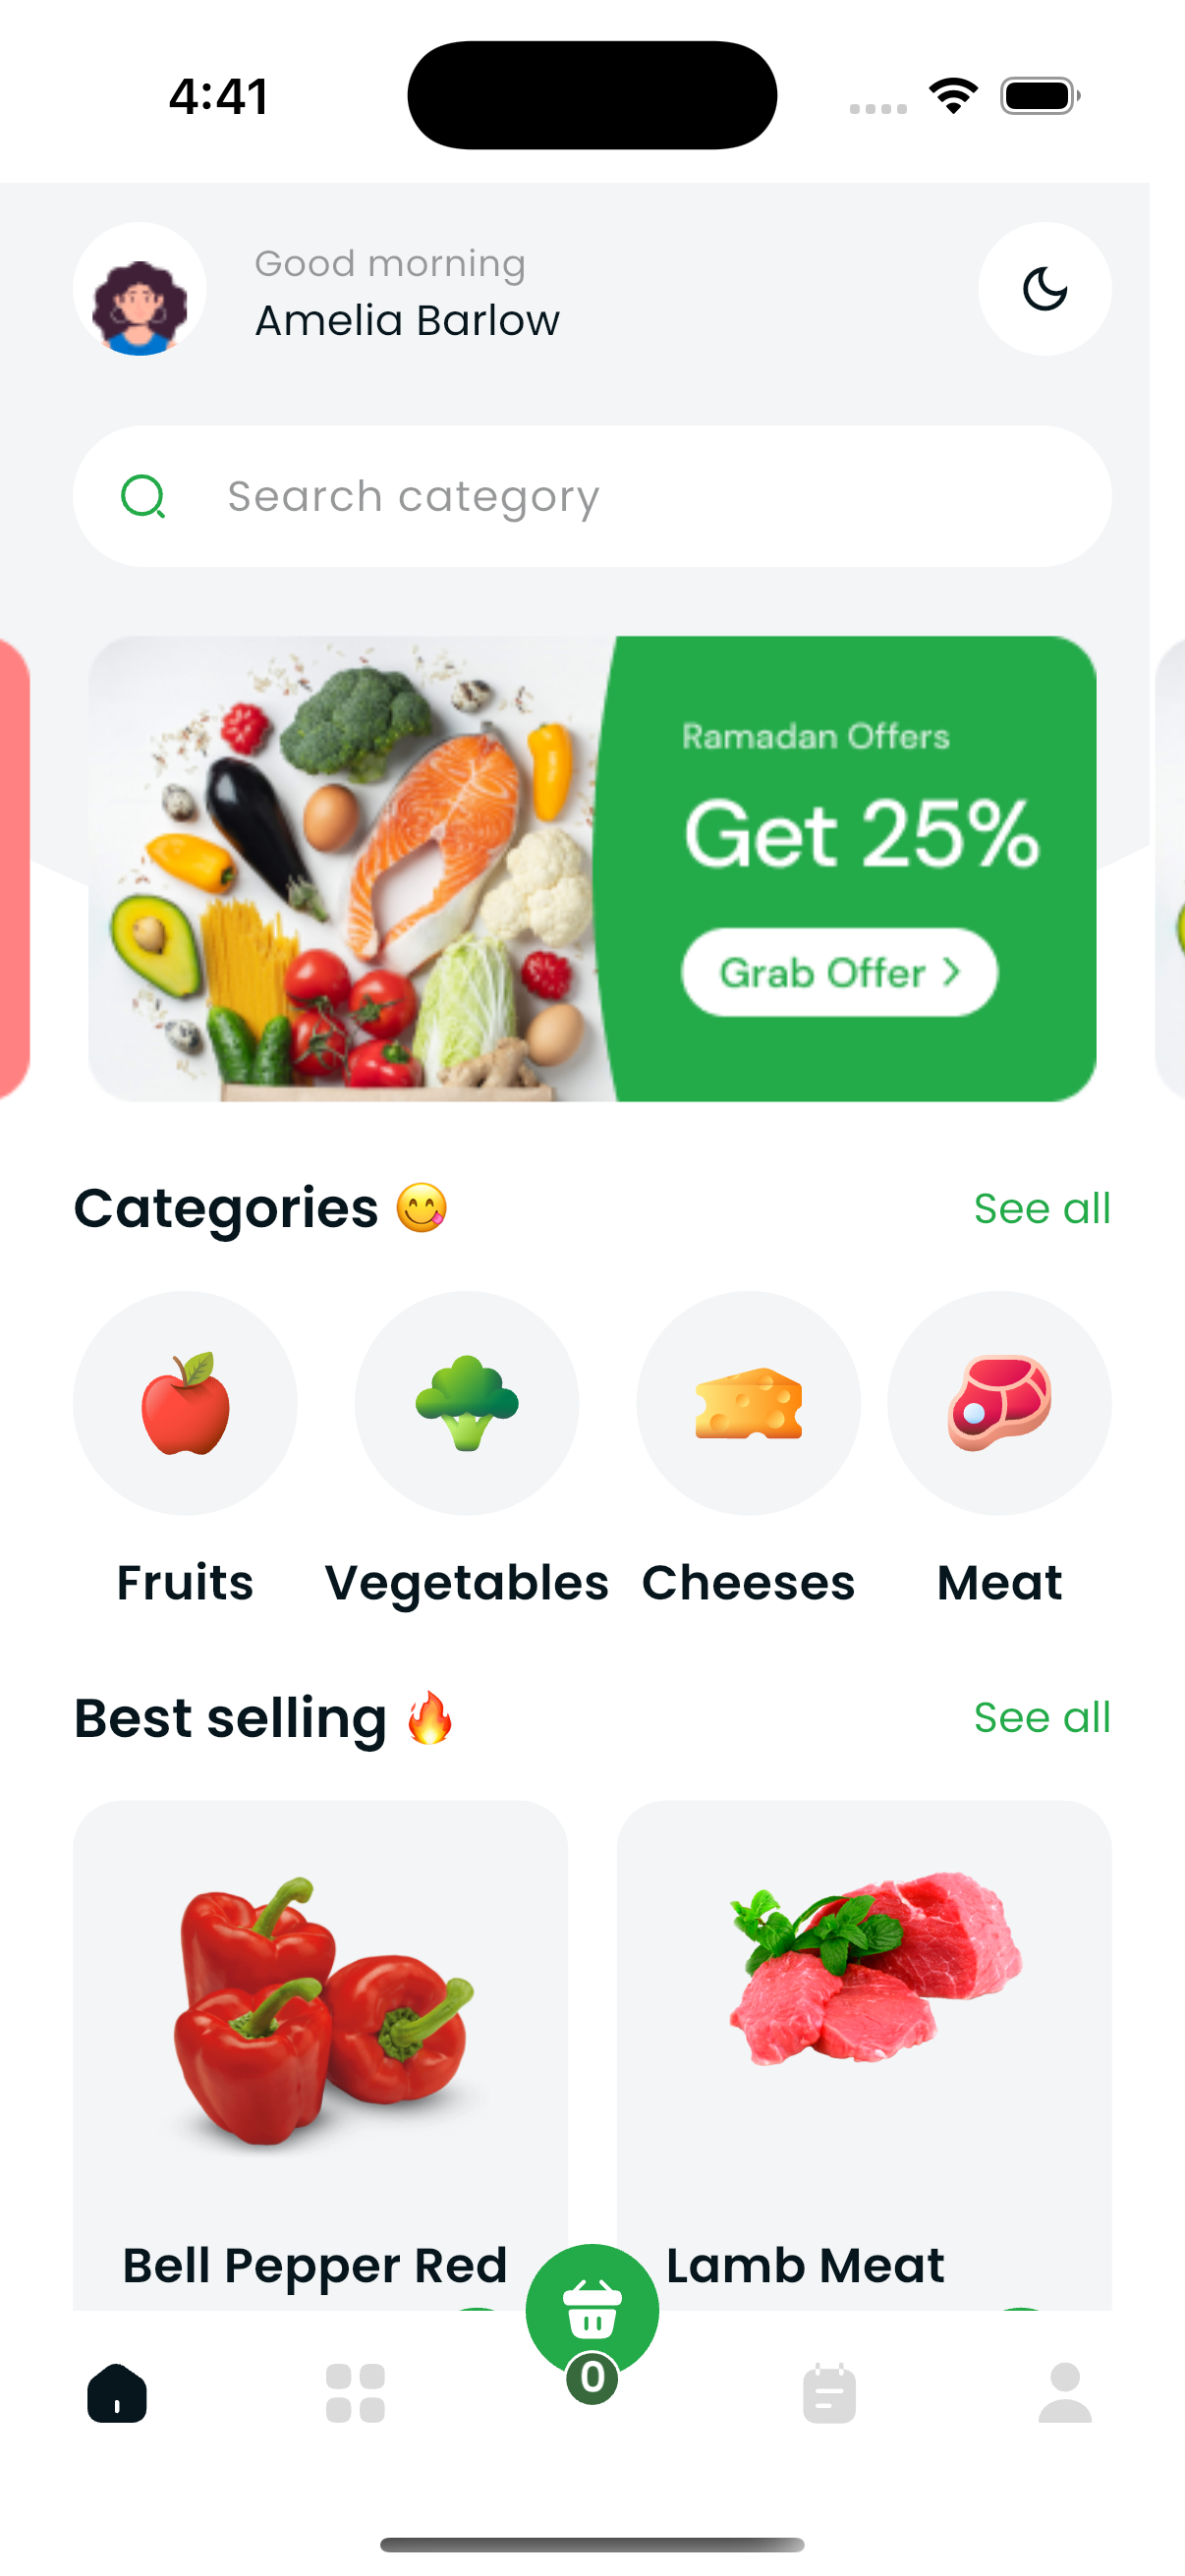 4:41
Good morning
Amelia Barlow
Search category
Ramadan Offers
Get 25%
Grab Offer >
Categories 😋
See all
Fruits
Vegetables
Cheeses
Meat
Best selling 🔥
See all
Bell Pepper Red
Lamb Meat
0